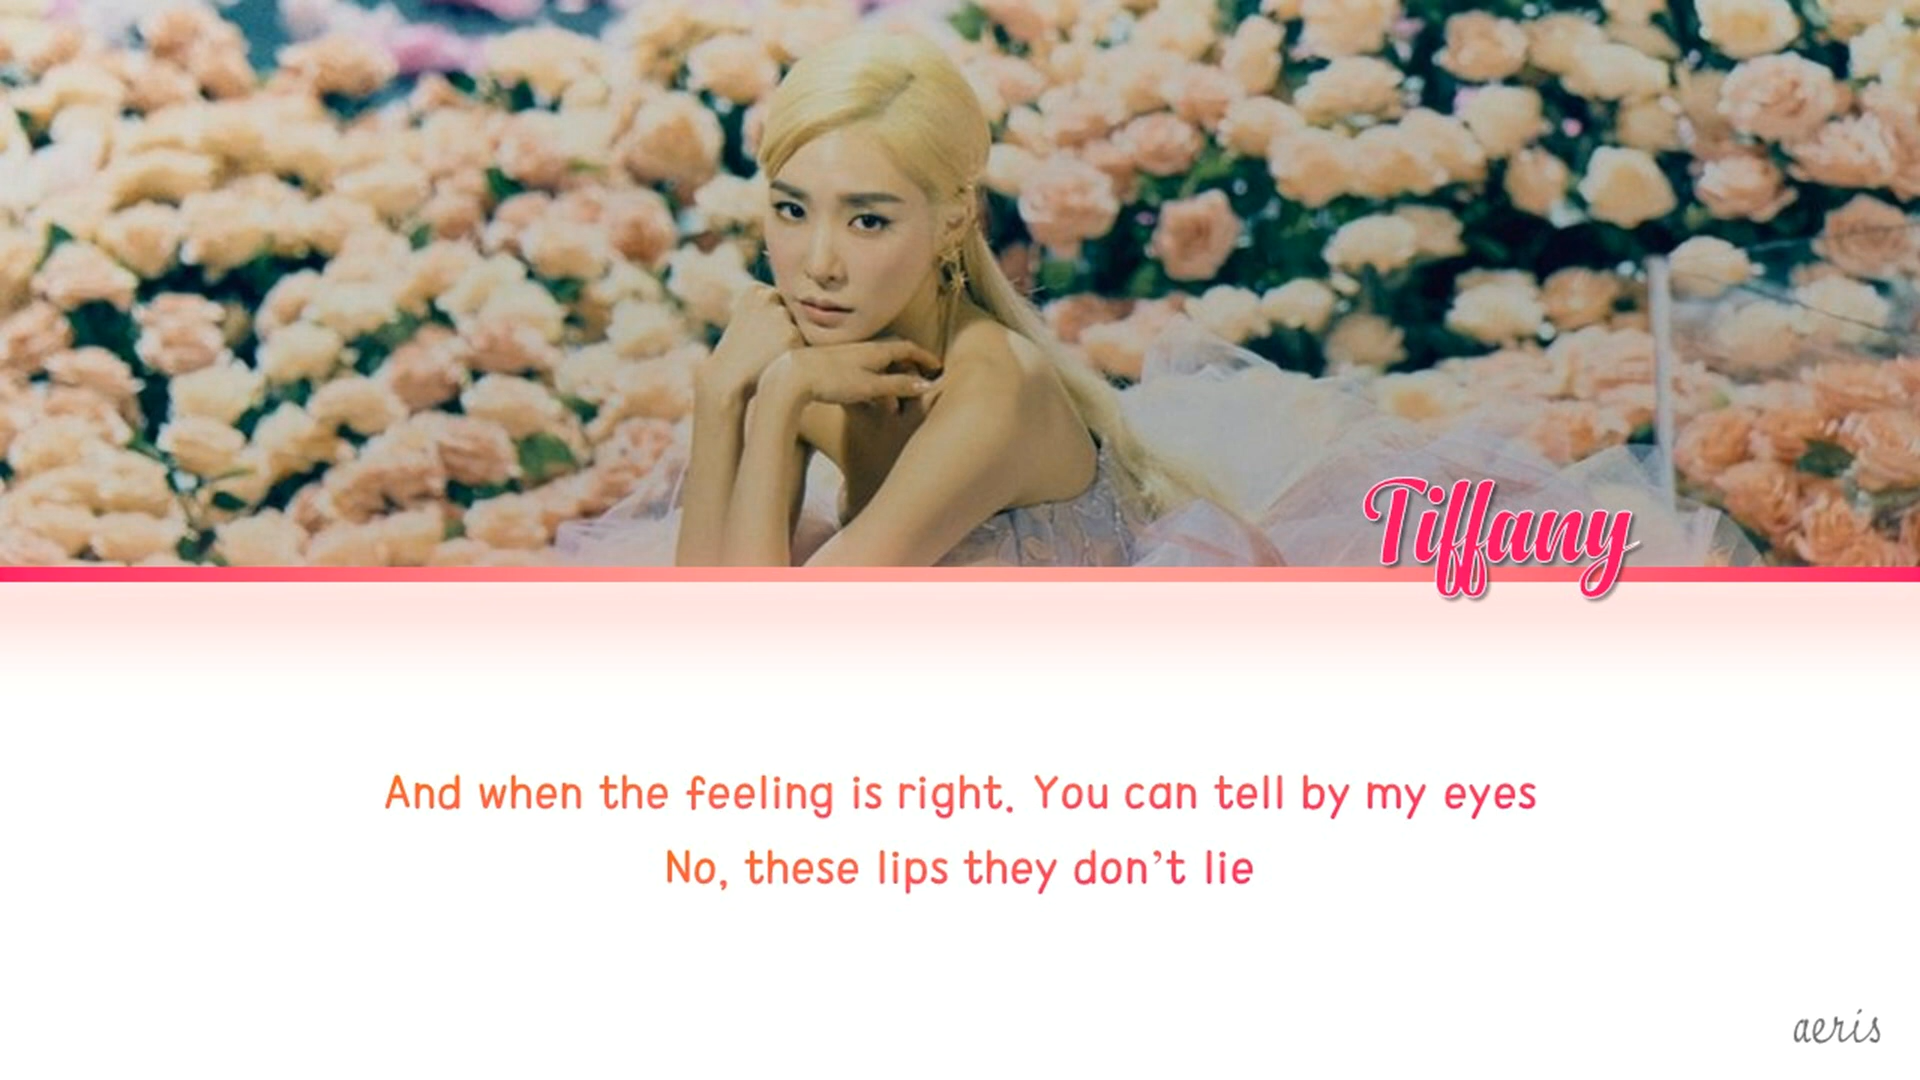 Tiffany
And when the feeling is right. You can tell by my eyes
No, these lips they don't lie
aeris